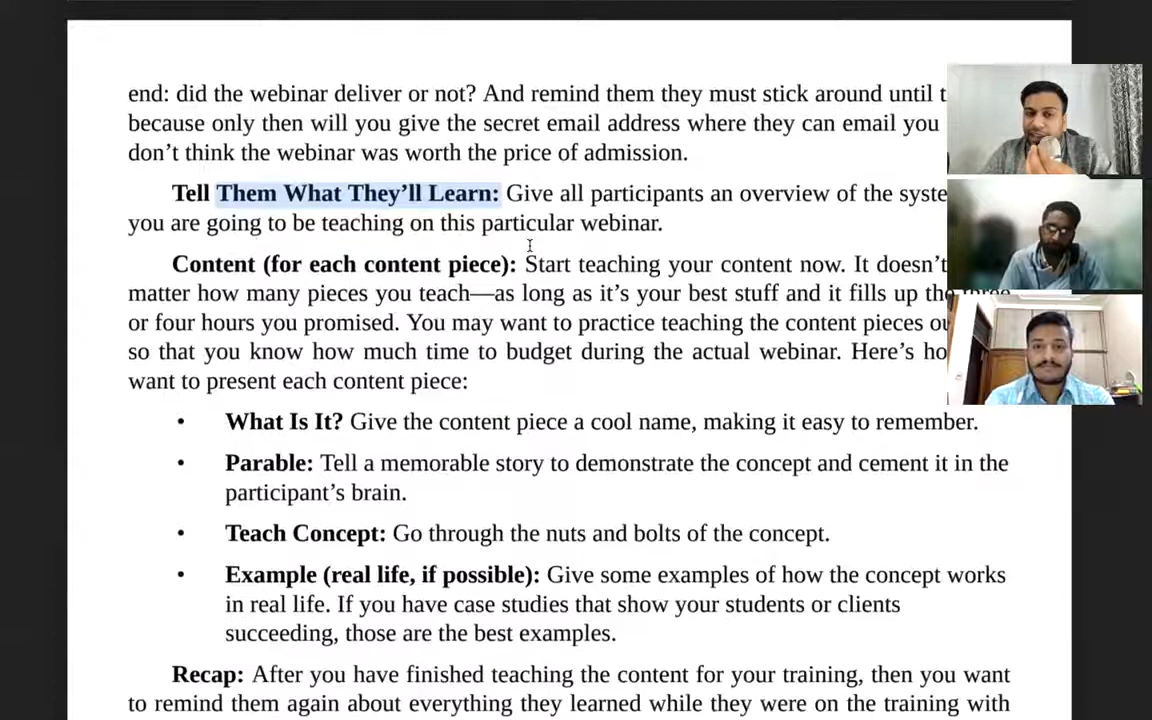 end: did the webinar deliver or not? And remind them they must stick around until
because only then will you give the secret email address where they can email you
don’t think the webinar was worth the price of admission.
Tell Them What They’ll Learn: Give all participants an overview of the
you are going to be teaching on this particular webinar.
Content (for each content piece): Start teaching your content now. It doesn’t
matter how many pieces you teach—as long as it’s your best stuff and it fills up the three
or four hours you promised. You may want to practice teaching the content pieces
so that you know how much time to budget during the actual webinar. Here’s
want to present each content piece:
• What Is It? Give the content piece a cool name, making it easy to remember.
• Parable: Tell a memorable story to demonstrate the concept and cement it in the
participant’s brain.
• Teach Concept: Go through the nuts and bolts of the concept.
• Example (real life, if possible): Give some examples of how the concept works
in real life. If you have case studies that show your students or clients
succeeding, those are the best examples.
Recap: After you have finished teaching the content for your training, then you want
to remind them again about everything they learned while they were on the training with